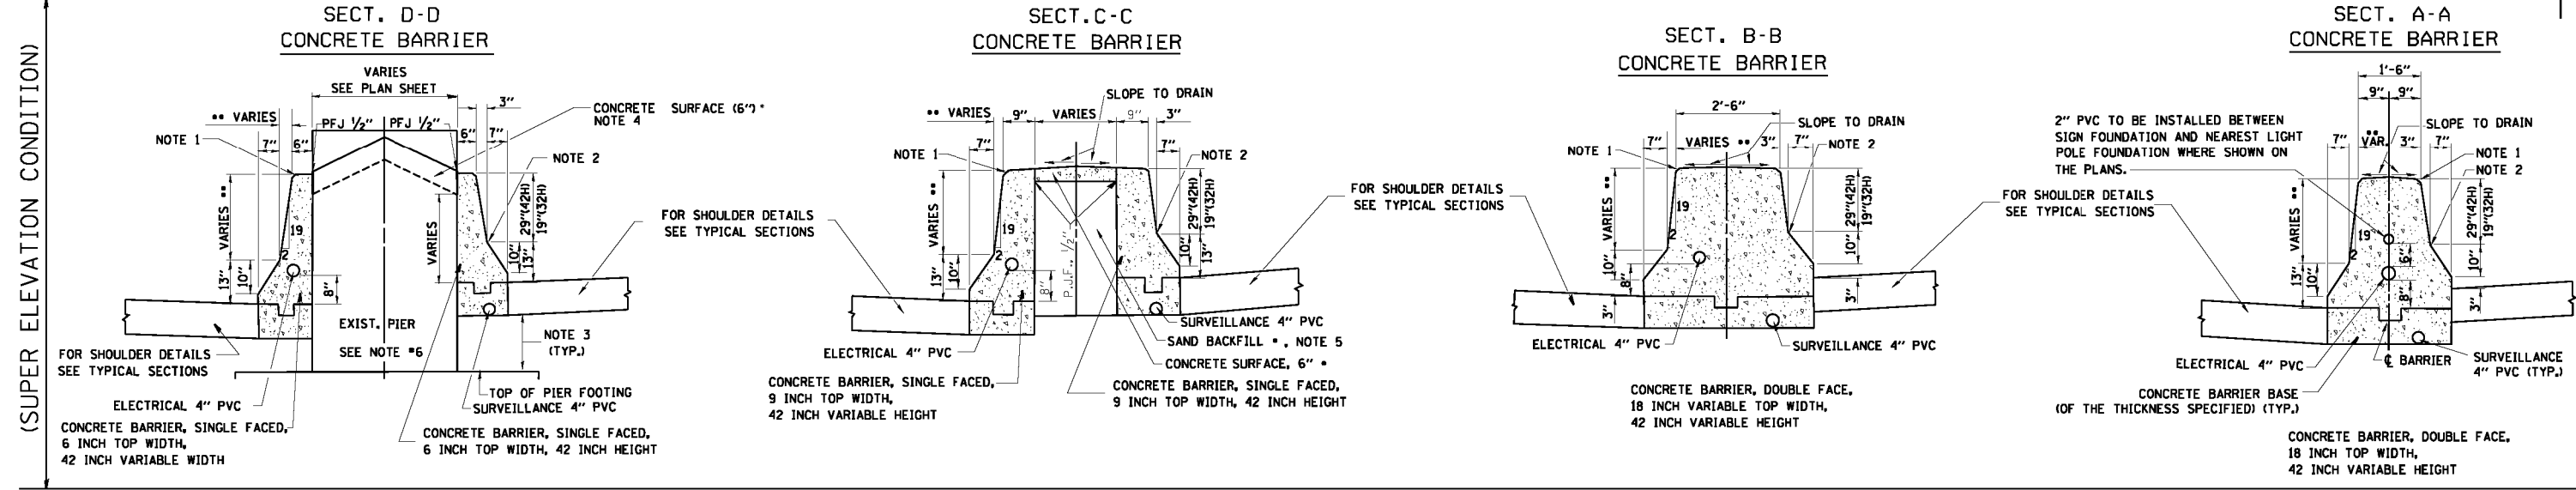 (SUPER ELEVATION CONDITION)
SECT. D-D
CONCRETE BARRIER
VARIES
SEE PLAN SHEET
3"
•• VARIES
PFJ 1/2"
PFJ 1/2"
CONCRETE SURFACE (6") •
NOTE 4
NOTE 1
7"
6"
6"
7"
NOTE 2
VARIES ••
19
2
VARIES
29"(42H)
19"(32H)
13"
10"
8"
10"
13"
EXIST. PIER
SEE NOTE •6
NOTE 3
(TYP.)
FOR SHOULDER DETAILS
SEE TYPICAL SECTIONS
FOR SHOULDER DETAILS
SEE TYPICAL SECTIONS
TOP OF PIER FOOTING
SURVEILLANCE 4" PVC
ELECTRICAL 4" PVC
CONCRETE BARRIER, SINGLE FACED,
6 INCH TOP WIDTH,
42 INCH VARIABLE WIDTH
CONCRETE BARRIER, SINGLE FACED,
6 INCH TOP WIDTH, 42 INCH HEIGHT
SECT.C-C
CONCRETE BARRIER
SLOPE TO DRAIN
•• VARIES
9"
VARIES
9"
3"
7"
7"
NOTE 1
NOTE 2
VARIES ••
19
2
29"(42H)
19"(32H)
13"
10"
8"
P.J.F. 1/2"
10"
13"
FOR SHOULDER DETAILS
SEE TYPICAL SECTIONS
SURVEILLANCE 4" PVC
SAND BACKFILL •, NOTE 5
CONCRETE SURFACE, 6" •
ELECTRICAL 4" PVC
CONCRETE BARRIER, SINGLE FACED,
9 INCH TOP WIDTH,
42 INCH VARIABLE HEIGHT
CONCRETE BARRIER, SINGLE FACED,
9 INCH TOP WIDTH, 42 INCH HEIGHT
SECT. B-B
CONCRETE BARRIER
2'-6"
SLOPE TO DRAIN
7"
VARIES ••
3"
7"
NOTE 1
NOTE 2
VARIES ••
19
2
29"(42H)
19"(32H)
10"
8"
10"
3"
3"
ELECTRICAL 4" PVC
SURVEILLANCE 4" PVC
CONCRETE BARRIER, DOUBLE FACE,
18 INCH VARIABLE TOP WIDTH,
42 INCH VARIABLE HEIGHT
SECT. A-A
CONCRETE BARRIER
1'-6"
9"
9"
2" PVC TO BE INSTALLED BETWEEN
SIGN FOUNDATION AND NEAREST LIGHT
POLE FOUNDATION WHERE SHOWN ON
THE PLANS.
SLOPE TO DRAIN
7"
••
VAR.
3"
7"
NOTE 1
NOTE 2
FOR SHOULDER DETAILS
SEE TYPICAL SECTIONS
VARIES ••
19
2
29"(42H)
19"(32H)
6"
13"
10"
8"
10"
3"
ELECTRICAL 4" PVC
℄ BARRIER
SURVEILLANCE
4" PVC (TYP.)
CONCRETE BARRIER BASE
(OF THE THICKNESS SPECIFIED) (TYP.)
CONCRETE BARRIER, DOUBLE FACE,
18 INCH TOP WIDTH,
42 INCH VARIABLE HEIGHT